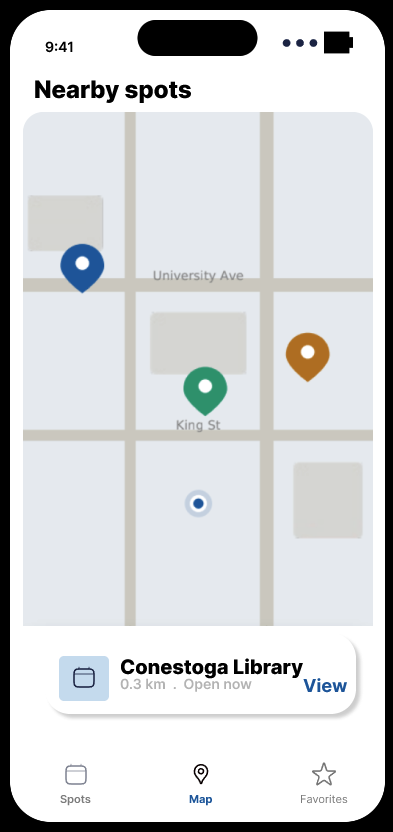 9:41
Nearby spots
University Ave
King St
Conestoga Library
0.3 km . Open now
View
Spots
Map
Favorites